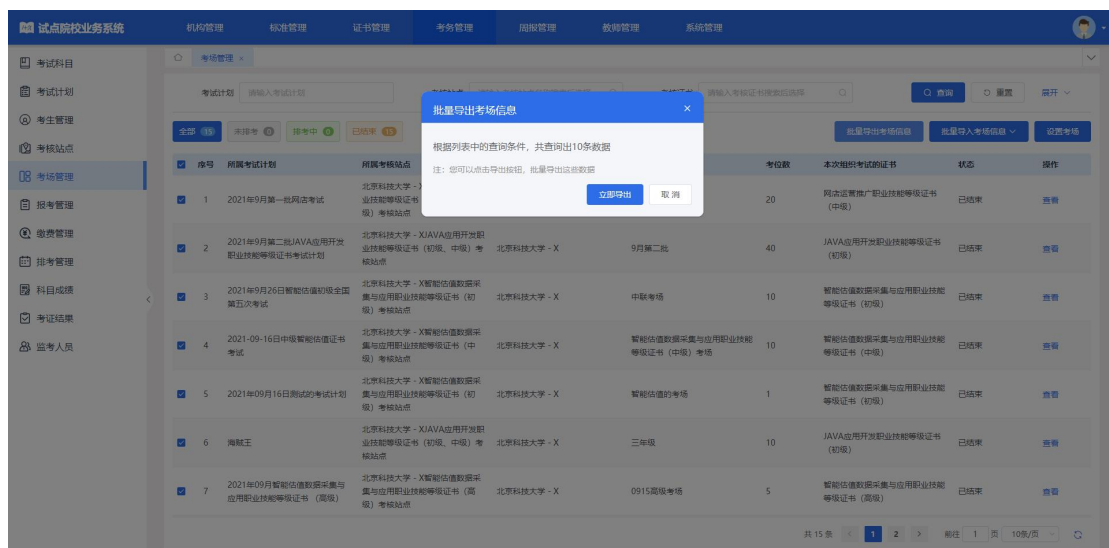 试点院校业务系统 机构管理 标准管理 证书管理 考务管理 周报管理 教师管理 系统管理
考试科目
考试计划
考生管理
考核站点
考场管理
报考管理
缴费管理
排考管理
科目成绩
考证结果
监考人员
考场管理 ×
考试计划 请输入考试计划 请输入考核证书搜索后选择 查询 重置 展开
全部 15 未排考 0 排考中 0 已结束 15 批量导出考场信息 批量导入考场信息 设置考场
批量导出考场信息 ×
根据列表中的查询条件，共查询出10条数据
注：您可以点击导出按钮，批量导出这些数据
立即导出 取 消
序号 所属考试计划 所属考核站点 考位数 本次组织考试的证书 状态 操作
1 2021年9月第一批网店考试 20 网店运营推广职业技能等级证书 已结束 查看
（中级）
北京科技大学 -
业技能等级证书
级）考核站点
2 2021年9月第二批JAVA应用开发
职业技能等级证书考试计划
北京科技大学 - XJAVA应用开发职
业技能等级证书（初级、中级）考
核站点
北京科技大学 - X 9月第二批 40
JAVA应用开发职业技能等级证书
（初级）
已结束 查看
3 2021年9月26日智能估值初级全国
第五次考试
北京科技大学 - X智能估值数据采
集与应用职业技能等级证书（初
级）考核站点
北京科技大学 - X 中联考场 10
智能估值数据采集与应用职业技能
等级证书（初级）
已结束 查看
4 2021-09-16日中级智能估值证书
考试
北京科技大学 - X智能估值数据采
集与应用职业技能等级证书（中
级）考核站点
北京科技大学 - X
智能估值数据采集与应用职业技能
等级证书（中级）考场
10
智能估值数据采集与应用职业技能
等级证书（中级）
已结束 查看
5 2021年09月16日测试的考试计划
北京科技大学 - X智能估值数据采
集与应用职业技能等级证书（初
级）考核站点
北京科技大学 - X 智能估值的考场 1
智能估值数据采集与应用职业技能
等级证书（初级）
已结束 查看
6 海贼王
北京科技大学 - XJAVA应用开发职
业技能等级证书（初级、中级）考
核站点
北京科技大学 - X 三年级 10
JAVA应用开发职业技能等级证书
（初级）
已结束 查看
7 2021年09月智能估值数据采集与
应用职业技能等级证书 （高级）
北京科技大学 - X智能估值数据采
集与应用职业技能等级证书（高
级）考核站点
北京科技大学 - X 0915高级考场 5
智能估值数据采集与应用职业技能
等级证书（高级）
已结束 查看
共 15 条 1 2 前往 1 页 10条/页